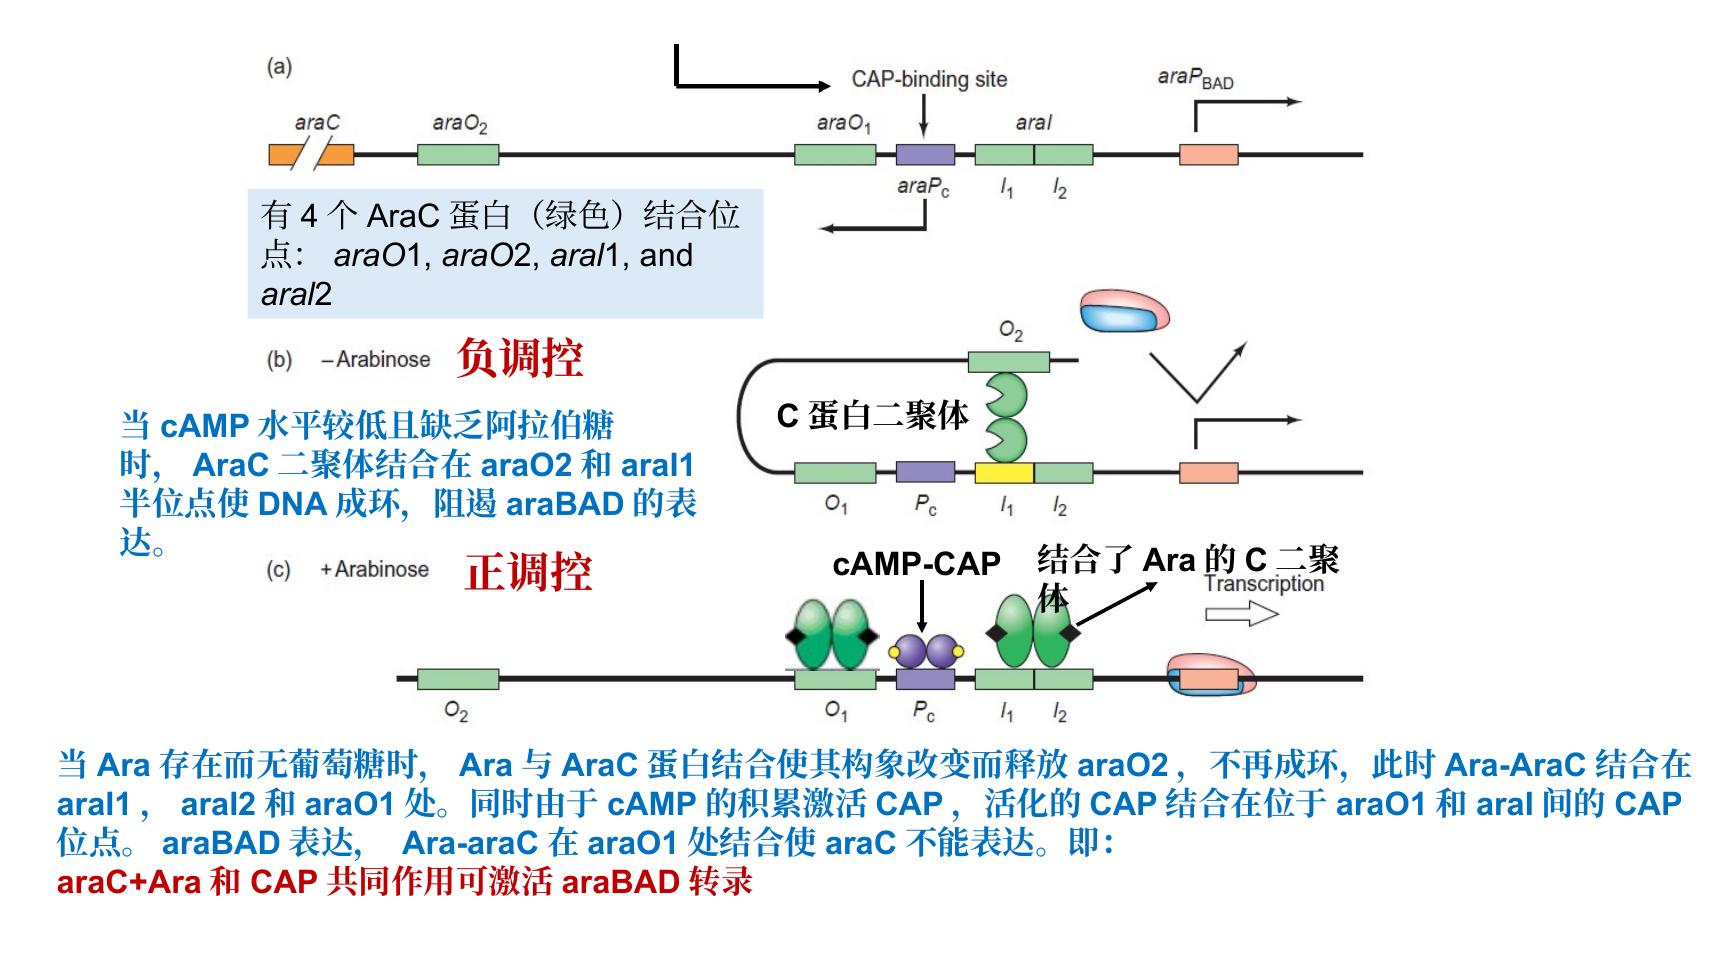 (a)
CAP-binding site
araP_BAD
araC
araO₂
araO₁
araI
araP_c
I₁
I₂
有 4 个 AraC 蛋白（绿色）结合位
点： araO1, araO2, araI1, and
araI2
(b) – Arabinose 负调控
O₂
C 蛋白二聚体
当 cAMP 水平较低且缺乏阿拉伯糖
时， AraC 二聚体结合在 araO2 和 araI1
半位点使 DNA 成环，阻遏 araBAD 的表
达。
O₁
P_c
I₁
I₂
(c) + Arabinose 正调控
cAMP-CAP
结合了 Ara 的 C 二聚
体
Transcription
O₂
O₁
P_c
I₁
I₂
当 Ara 存在而无葡萄糖时， Ara 与 AraC 蛋白结合使其构象改变而释放 araO2 ，不再成环，此时 Ara-AraC 结合在
araI1 ， araI2 和 araO1 处。同时由于 cAMP 的积累激活 CAP ，活化的 CAP 结合在位于 araO1 和 araI 间的 CAP
位点。 araBAD 表达， Ara-araC 在 araO1 处结合使 araC 不能表达。即：
araC+Ara 和 CAP 共同作用可激活 araBAD 转录